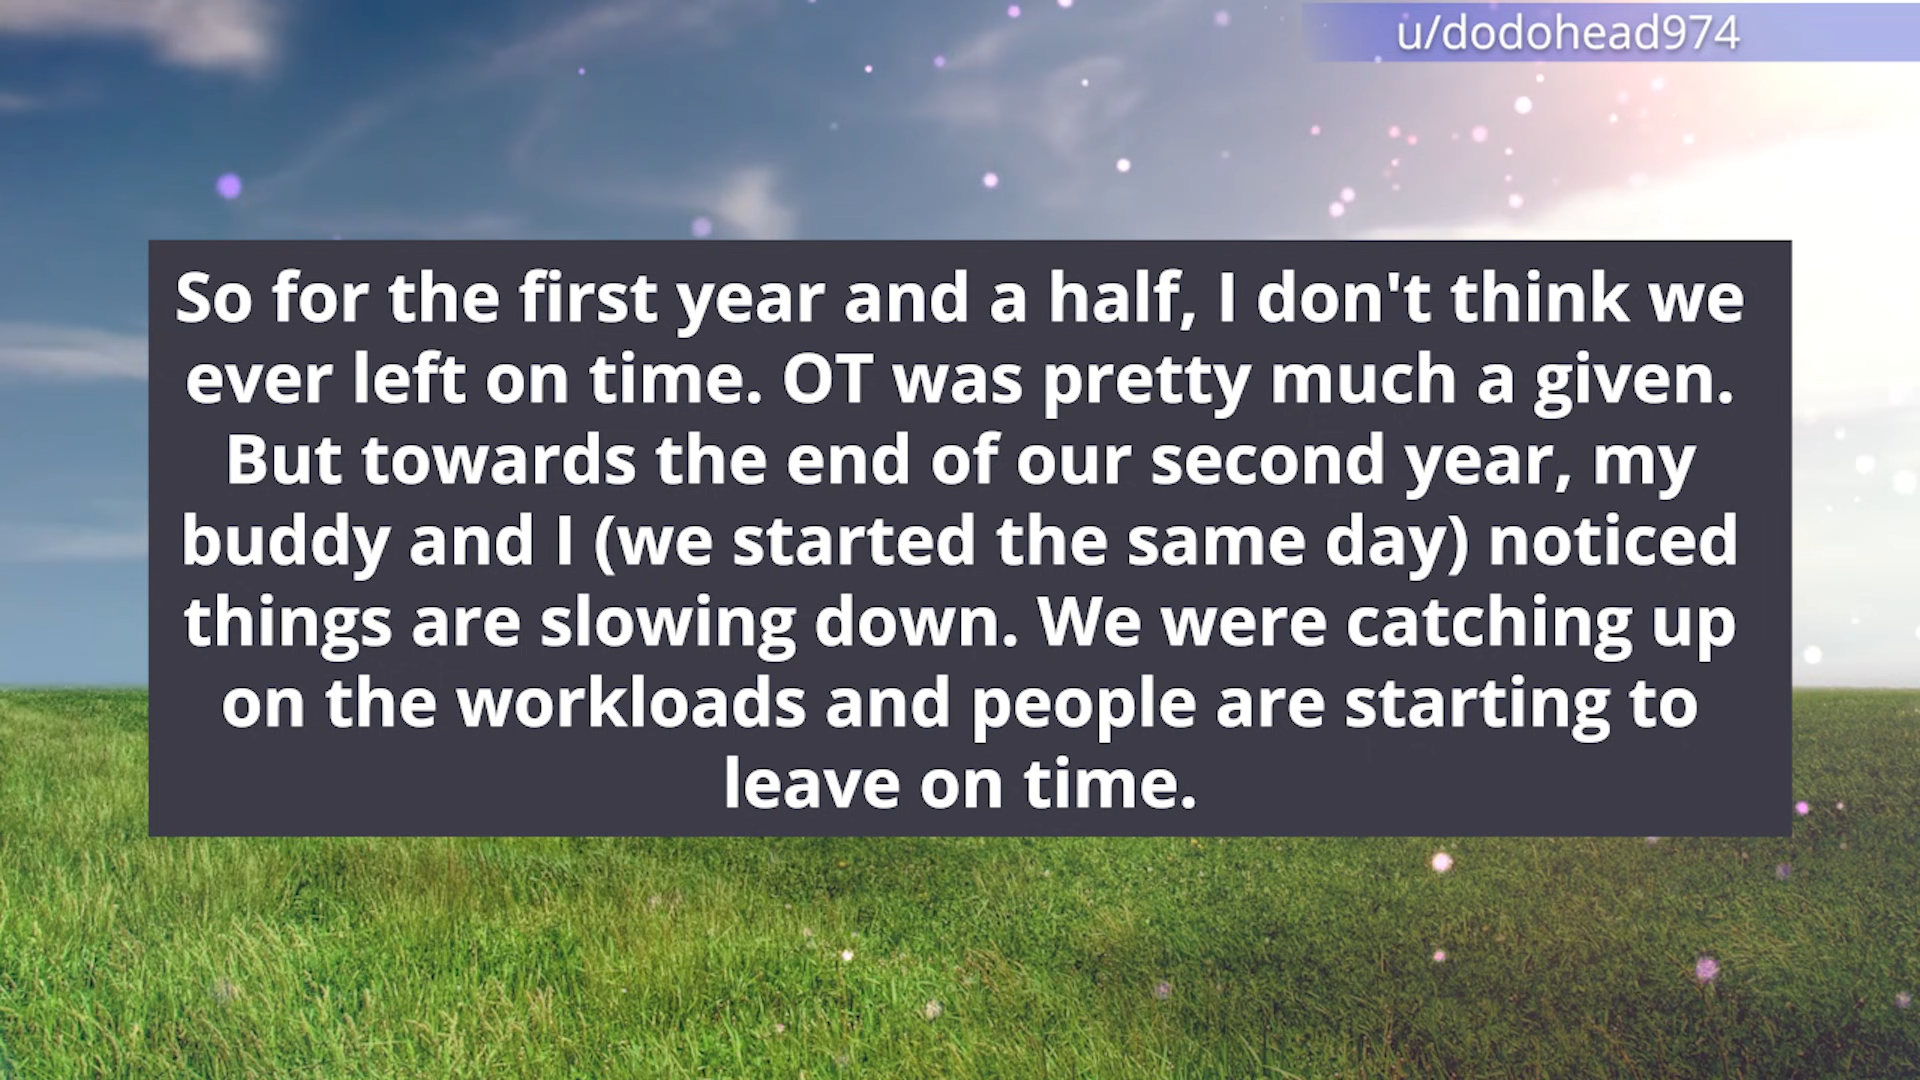 u/dodohead974
So for the first year and a half, I don't think we
ever left on time. OT was pretty much a given.
But towards the end of our second year, my
buddy and I (we started the same day) noticed
things are slowing down. We were catching up
on the workloads and people are starting to
leave on time.